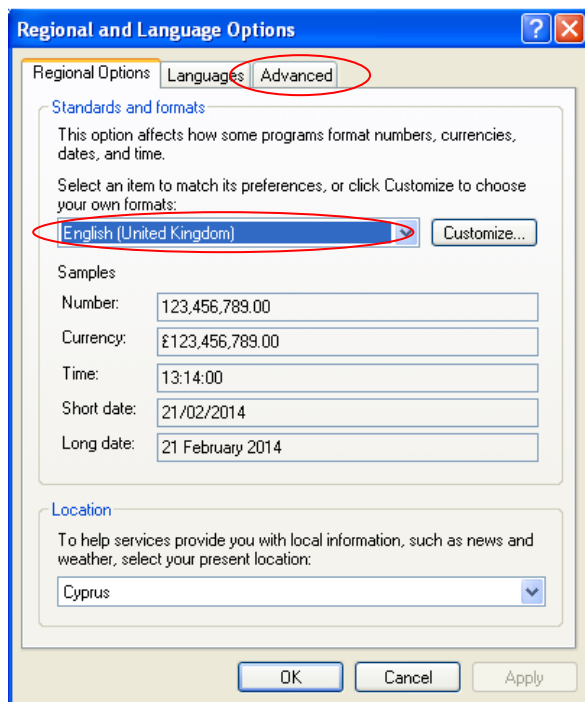 Regional and Language Options
Regional Options Languages Advanced
Standards and formats
This option affects how some programs format numbers, currencies,
dates, and time.
Select an item to match its preferences, or click Customize to choose
your own formats:
English (United Kingdom) Customize...
Samples
Number: 123,456,789.00
Currency: £123,456,789.00
Time: 13:14:00
Short date: 21/02/2014
Long date: 21 February 2014
Location
To help services provide you with local information, such as news and
weather, select your present location:
Cyprus
OK Cancel Apply